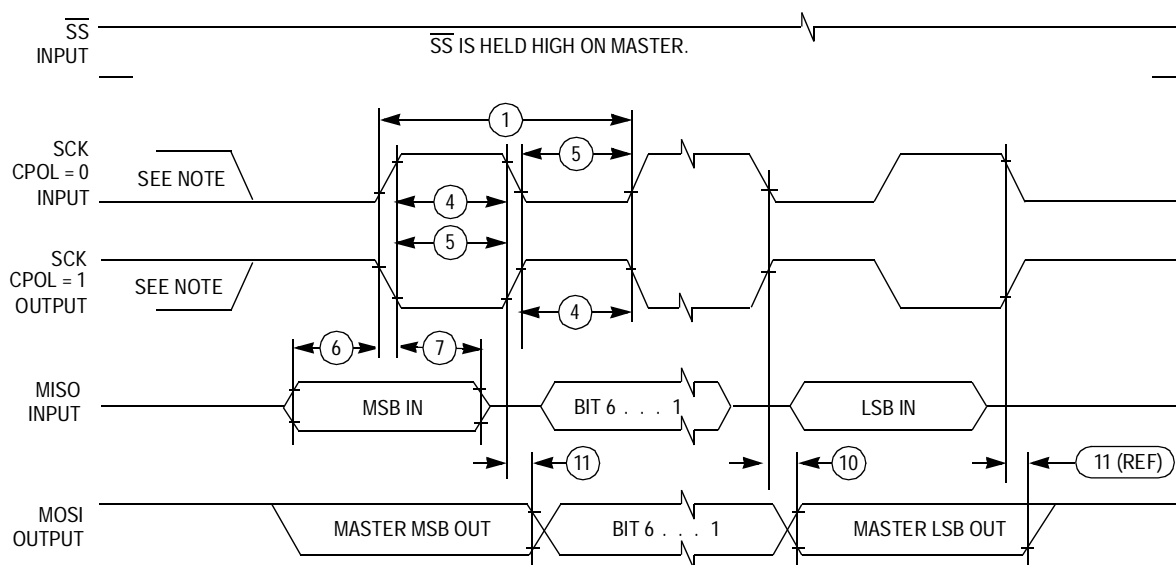 SS
INPUT
SS IS HELD HIGH ON MASTER.
1
SCK
CPOL = 0
INPUT
SEE NOTE
5
4
5
SCK
CPOL = 1
OUTPUT
SEE NOTE
4
6
7
MISO
INPUT
MSB IN
BIT 6 . . . 1
LSB IN
11
10
11 (REF)
MOSI
OUTPUT
MASTER MSB OUT
BIT 6 . . . 1
MASTER LSB OUT